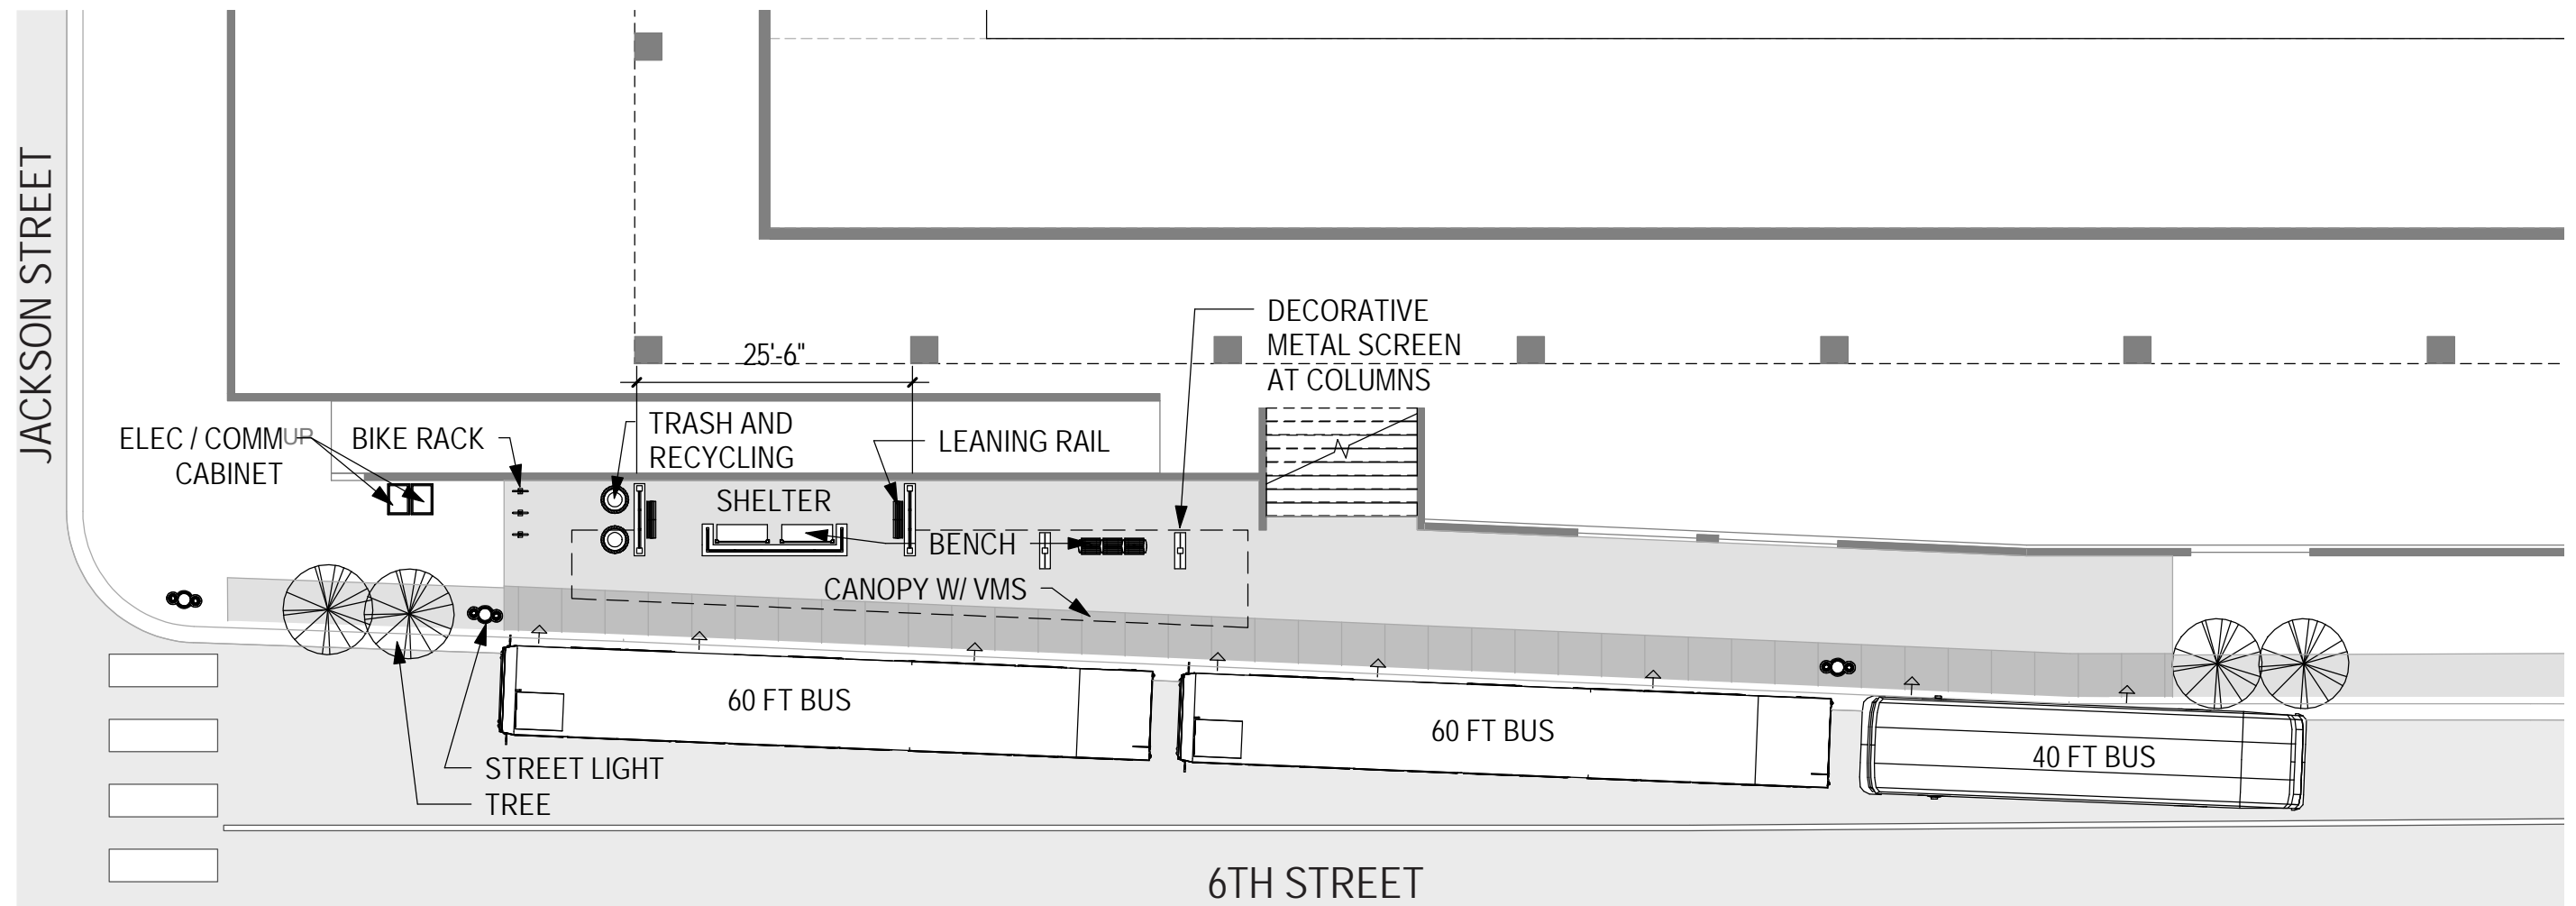 JACKSON STREET
25'-6"
DECORATIVE
METAL SCREEN
AT COLUMNS
ELEC / COMM
CABINET
UP
BIKE RACK
TRASH AND
RECYCLING
LEANING RAIL
SHELTER
BENCH
CANOPY W/ VMS
60 FT BUS
60 FT BUS
40 FT BUS
STREET LIGHT
TREE
6TH STREET